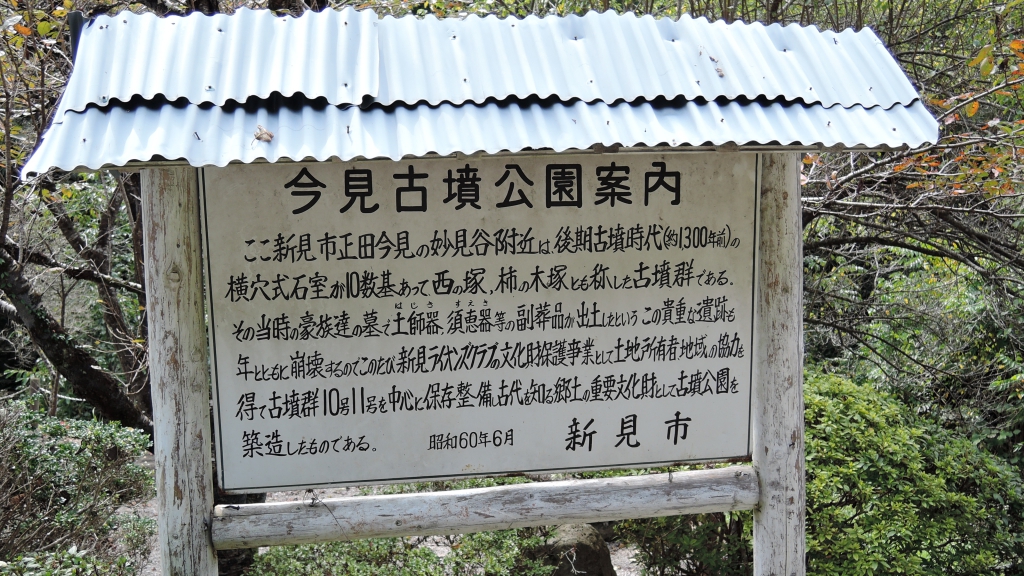 今見古墳公園案内
ここ新見市正田今見の妙見谷附近は後期古墳時代(約1300年前)の
横穴式石室が10数基あって西の塚,柿の木塚とも称した古墳群である.
その当時の豪族達の墓で土師器,須恵器等の副葬品が出土したという この貴重な遺跡も
はじき すえき
年とともに崩壊するのでこのたび新見ライオンズクラブの文化財保護事業として土地所有者,地域の協力を
得て古墳群10号11号を中心に保存整備し古代を知る郷土の重要文化財として古墳公園を
築造したものである。 昭和60年6月 新見市